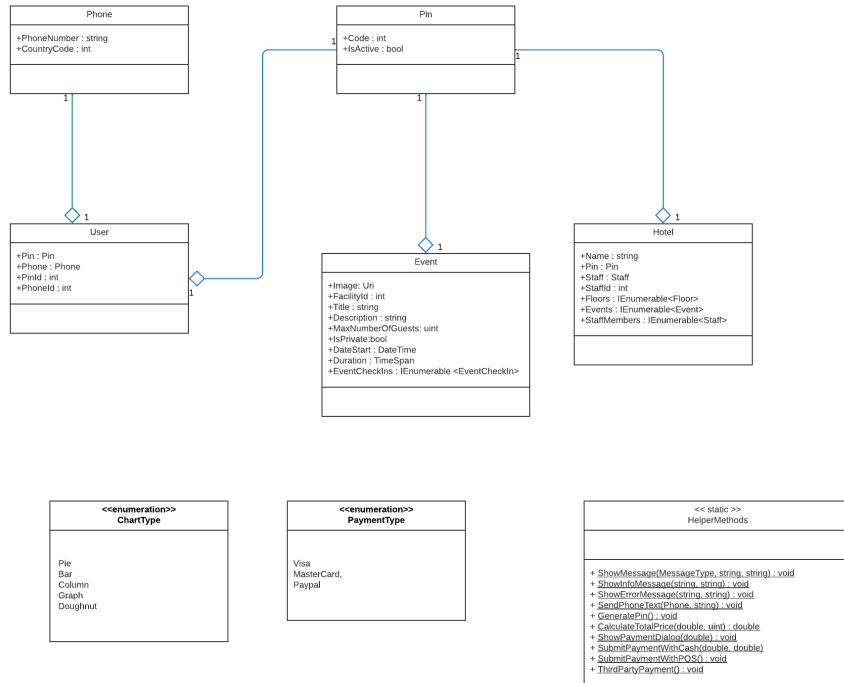 Phone
+PhoneNumber : string
+CountryCode : int
1
Pin
+Code : int
+IsActive : bool
1
1
1
1
User
+Pin : Pin
+Phone : Phone
+PinId : int
+PhoneId : int
1
1
Event
+Image: Uri
+FacilityId : int
+Title : string
+Description : string
+MaxNumberOfGuests: uint
+IsPrivate:bool
+DateStart : DateTime
+Duration : TimeSpan
+EventCheckIns : IEnumerable <EventCheckIn>
1
Hotel
+Name : string
+Pin : Pin
+Staff : Staff
+StaffId : int
+Floors : IEnumerable<Floor>
+Events : IEnumerable<Event>
+StaffMembers : IEnumerable<Staff>
<<enumeration>>
ChartType
Pie
Bar
Column
Graph
Doughnut
<<enumeration>>
PaymentType
Visa
MasterCard,
Paypal
<< static >>
HelperMethods
+ ShowMessage(MessageType, string, string) : void
+ ShowInfoMessage(string, string) : void
+ ShowErrorMessage(string, string) : void
+ SendPhoneText(Phone, string) : void
+ GeneratePin() : void
+ CalculateTotalPrice(double, uint) : double
+ ShowPaymentDialog(double) : void
+ SubmitPaymentWithCash(double, double)
+ SubmitPaymentWithPOS() : void
+ ThirdPartyPayment() : void